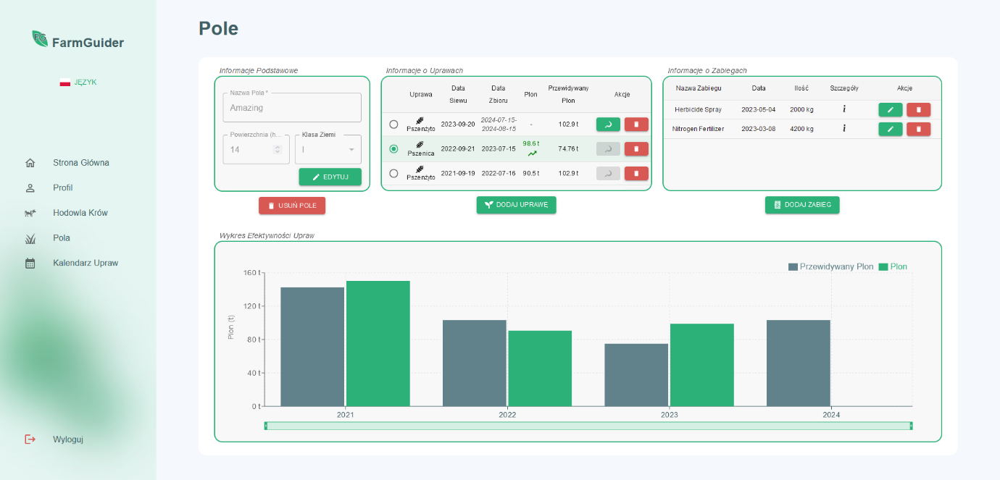 Pole
FG FarmGuider
JĘZYK
Strona Główna
Profil
Hodowla Krów
Pola
Kalendarz Upraw
Wyloguj
Informacje Podstawowe
Nazwa Pola *
Amazing
Powierzchnia (h...
14
Klasa Ziemi
I
EDYTUJ
USUŃ POLE
Informacje o Uprawach
Uprawa Data Siewu Data Zbioru Plon Przewidywany Plon Akcje
Pszenżyto 2023-09-20 2024-07-15-2024-08-15 - 102.9 t
Pszenica 2022-09-21 2023-07-15 98.6 t 74.76 t
Pszenżyto 2021-09-19 2022-07-16 90.5 t 102.9 t
DODAJ UPRAWĘ
Informacje o Zabiegach
Nazwa Zabiegu Data Ilość Szczegóły Akcje
Herbicide Spray 2023-05-04 2000 kg i
Nitrogen Fertilizer 2023-03-08 4200 kg i
DODAJ ZABIEG
Wykres Efektywności Upraw
Przewidywany Plon Plon
Plon (t)
160 t
120 t
80 t
40 t
0 t
2021 2022 2023 2024